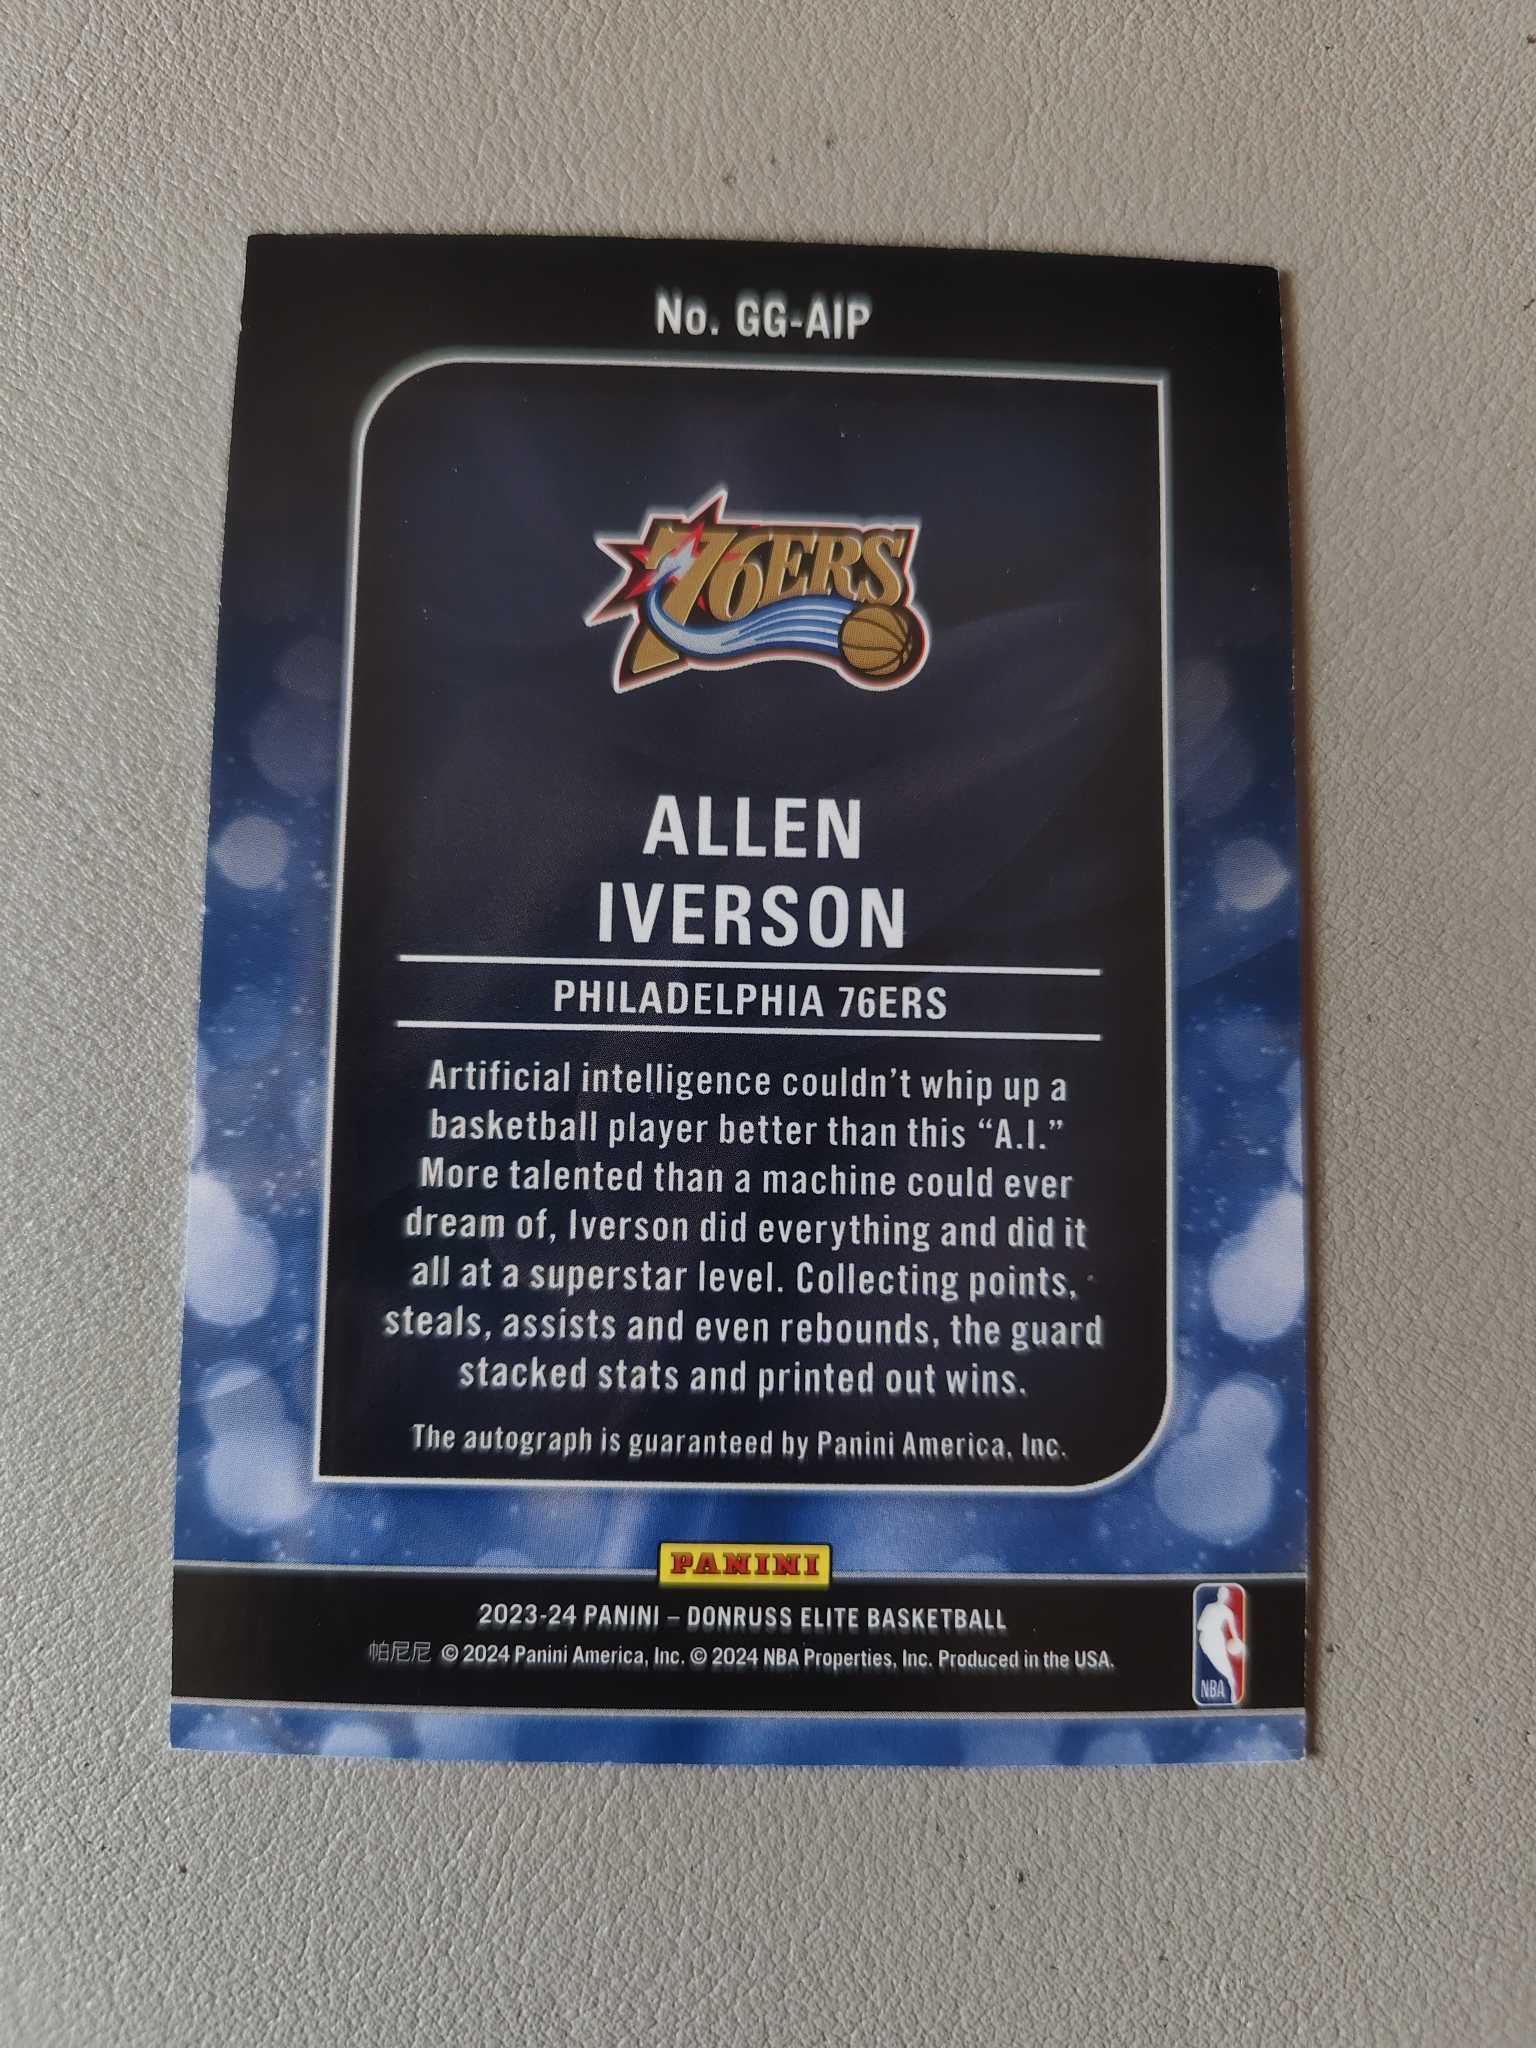 No. GG-AIP
76ERS
ALLEN
IVERSON
PHILADELPHIA 76ERS
Artificial intelligence couldn’t whip up a
basketball player better than this “A.I.”
More talented than a machine could ever
dream of, Iverson did everything and did it
all at a superstar level. Collecting points,
steals, assists and even rebounds, the guard
stacked stats and printed out wins.
The autograph is guaranteed by Panini America, Inc.
PANINI
2023-24 PANINI – DONRUSS ELITE BASKETBALL
帕尼尼 © 2024 Panini America, Inc. © 2024 NBA Properties, Inc. Produced in the USA.
NBA